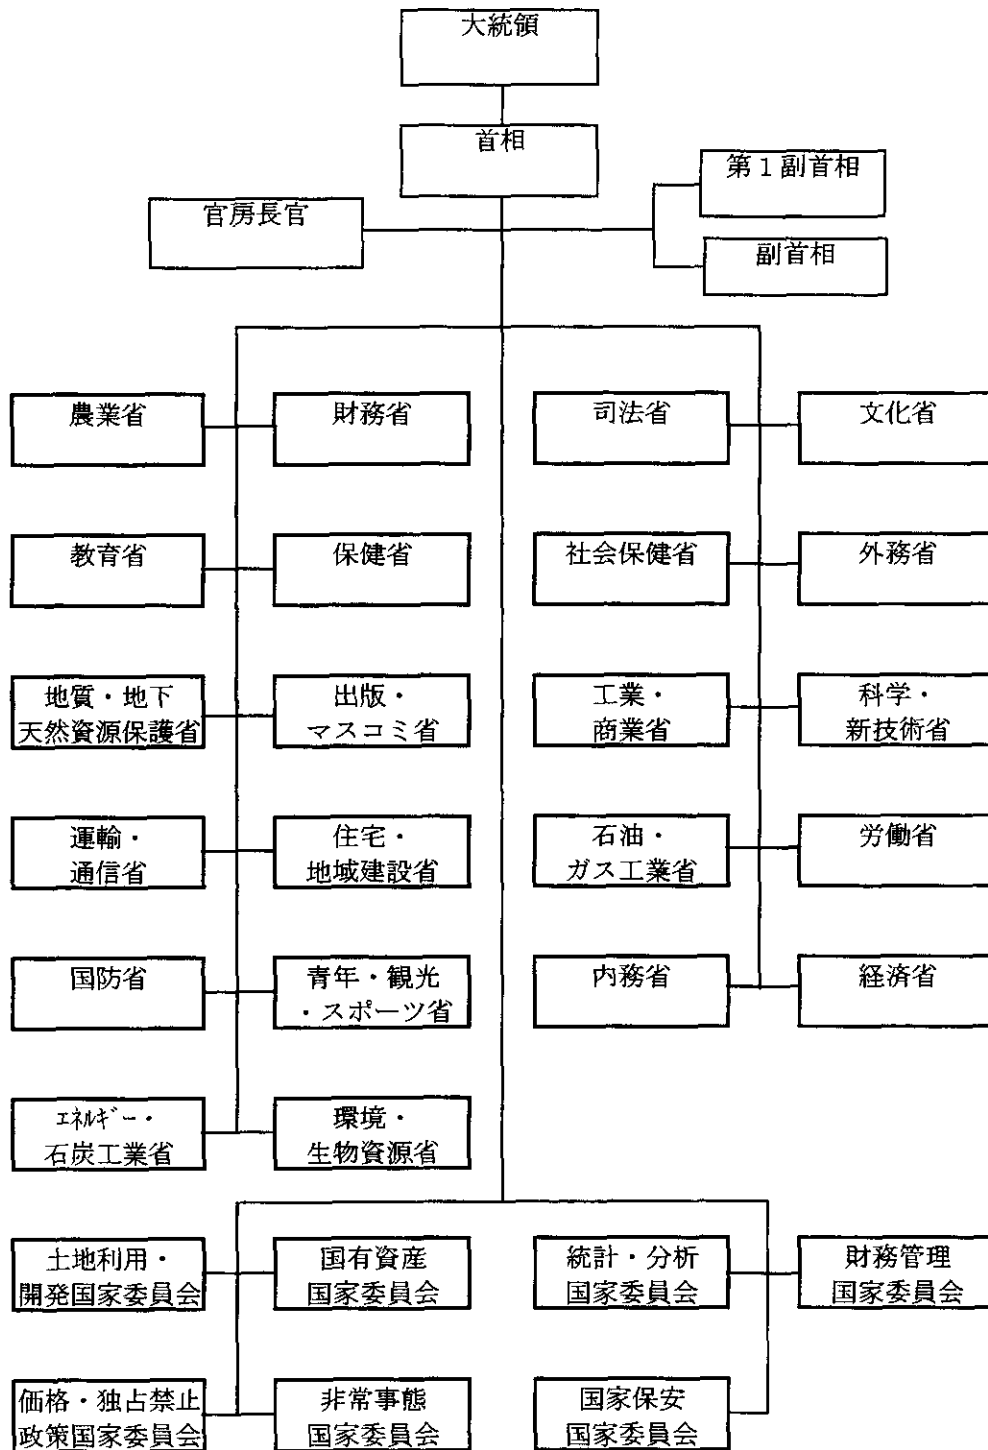 大統領
首相
第1副首相
官房長官
副首相
農業省
財務省
司法省
文化省
教育省
保健省
社会保健省
外務省
地質・地下
天然資源保護省
出版・
マスコミ省
工業・
商業省
科学・
新技術省
運輸・
通信省
住宅・
地域建設省
石油・
ガス工業省
労働省
国防省
青年・観光
・スポーツ省
内務省
経済省
エネルギー・
石炭工業省
環境・
生物資源省
土地利用・
開発国家委員会
国有資産
国家委員会
統計・分析
国家委員会
財務管理
国家委員会
価格・独占禁止
政策国家委員会
非常事態
国家委員会
国家保安
国家委員会